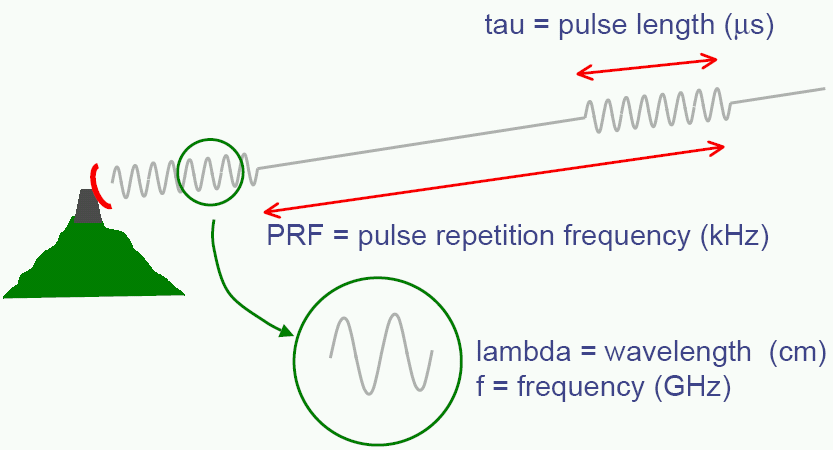 tau = pulse length (μs)
PRF = pulse repetition frequency (kHz)
lambda = wavelength (cm)
f = frequency (GHz)